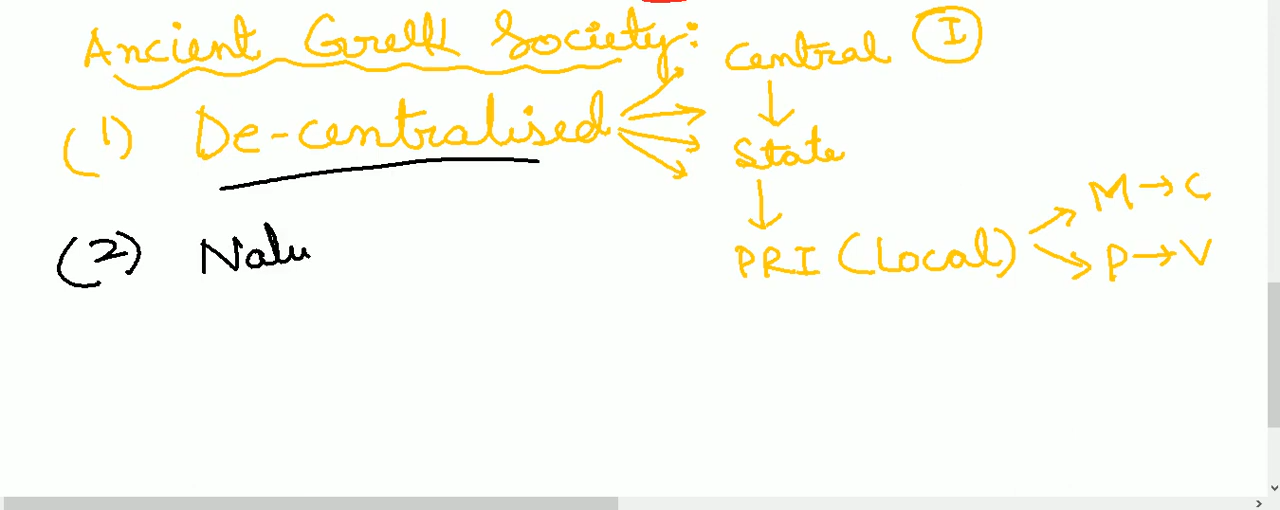 Ancient Greek Society:
Central I
(1) De-centralised
State
PRI (Local)
M → C
P → V
(2) Natu